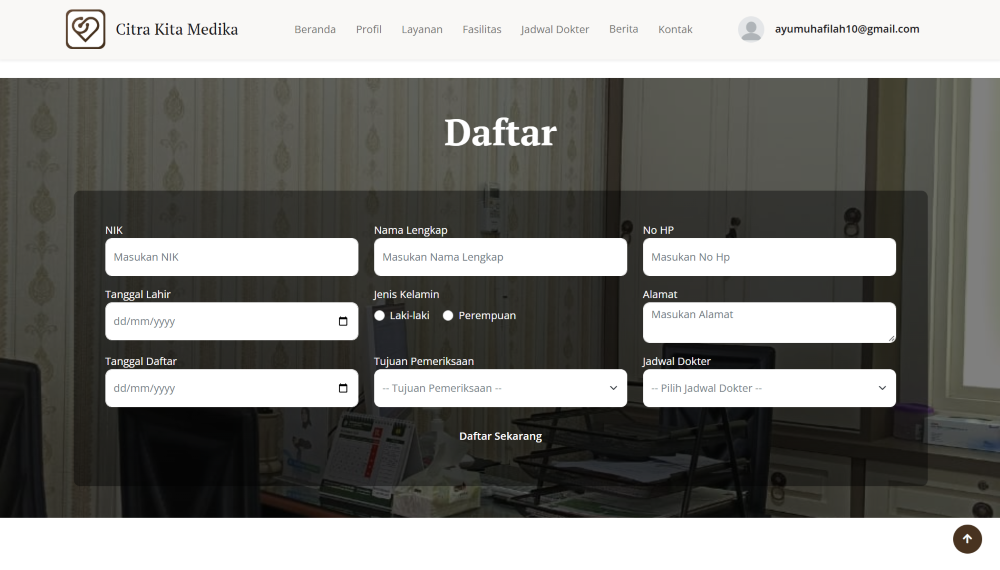 Citra Kita Medika
Beranda Profil Layanan Fasilitas Jadwal Dokter Berita Kontak
ayumuhafilah10@gmail.com
Daftar
NIK Nama Lengkap No HP
Masukan NIK Masukan Nama Lengkap Masukan No Hp
Tanggal Lahir Jenis Kelamin Alamat
dd/mm/yyyy Laki-laki Perempuan Masukan Alamat
Tanggal Daftar Tujuan Pemeriksaan Jadwal Dokter
dd/mm/yyyy -- Tujuan Pemeriksaan -- -- Pilih Jadwal Dokter --
Daftar Sekarang